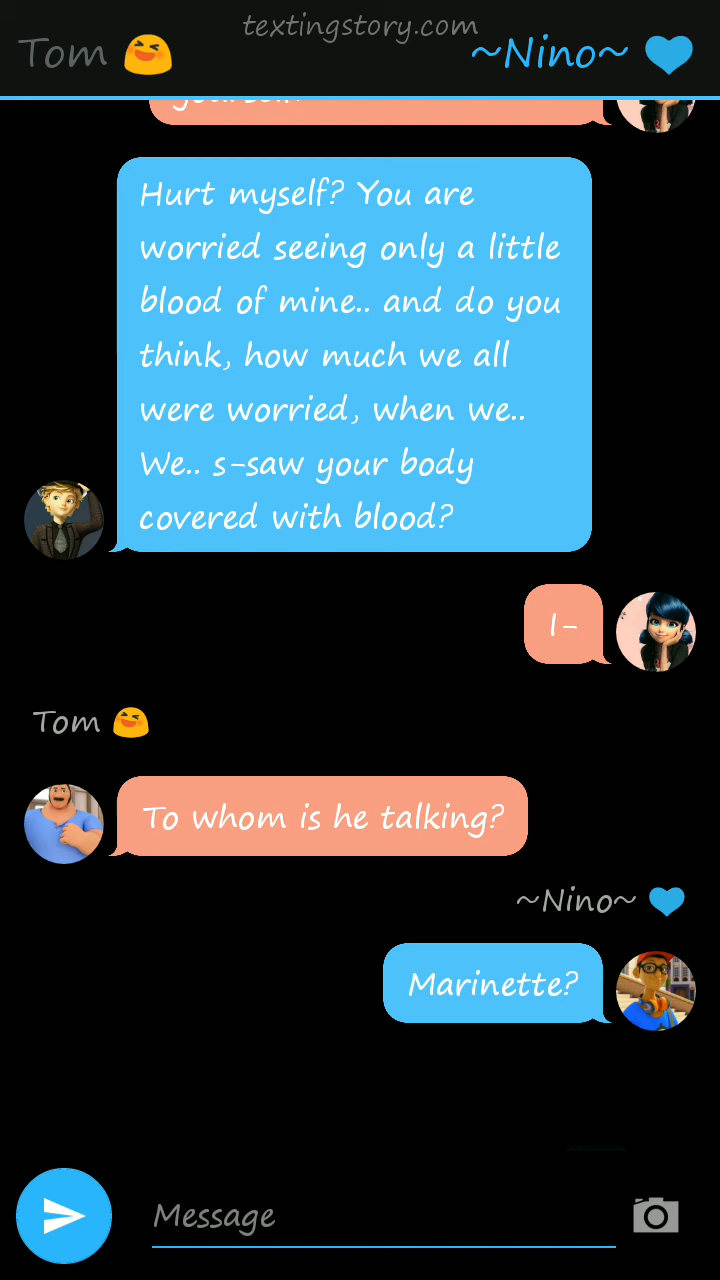 textingstory.com
Tom 😆
~Nino~ 💙
Hurt myself? You are
worried seeing only a little
blood of mine.. and do you
think, how much we all
were worried, when we..
We.. s-saw your body
covered with blood?
I-
Tom 😆
To whom is he talking?
~Nino~ 💙
Marinette?
Message